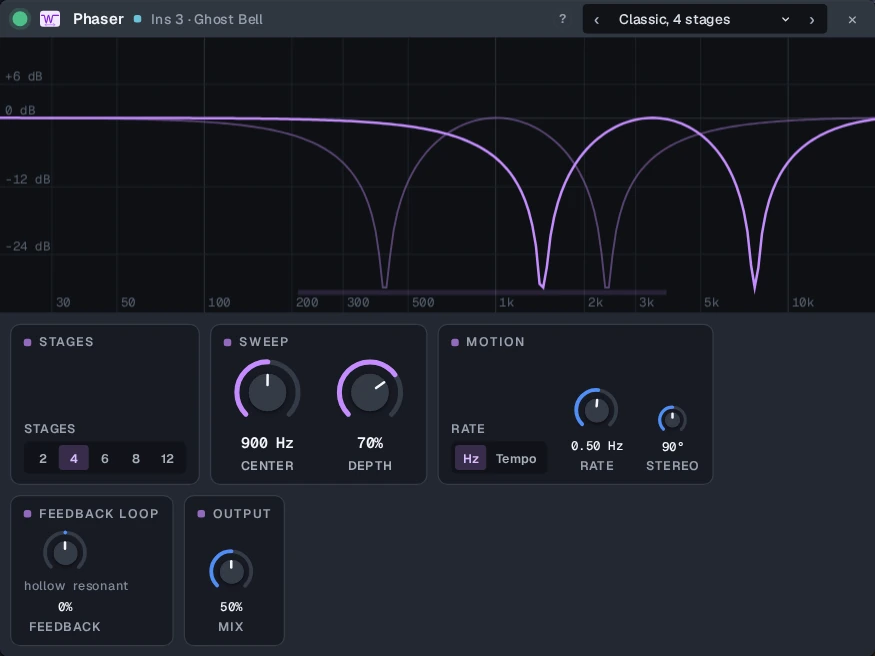 Phaser Ins 3 · Ghost Bell ? ‹ Classic, 4 stages › ×
+6 dB
0 dB
-12 dB
-24 dB
30 50 100 200 300 500 1k 2k 3k 5k 10k
STAGES
STAGES
2 4 6 8 12
SWEEP
900 Hz 70%
CENTER DEPTH
MOTION
RATE
Hz Tempo
0.50 Hz 90°
RATE STEREO
FEEDBACK LOOP
hollow resonant
0%
FEEDBACK
OUTPUT
50%
MIX